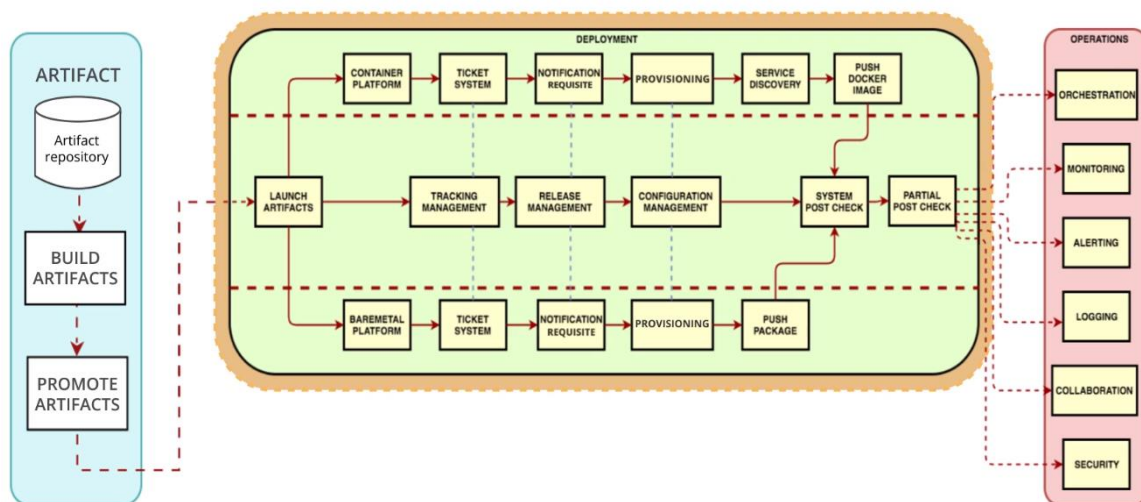 ARTIFACT
Artifact
repository
BUILD
ARTIFACTS
PROMOTE
ARTIFACTS
DEPLOYMENT
CONTAINER
PLATFORM
TICKET
SYSTEM
NOTIFICATION
REQUISITE
PROVISIONING
SERVICE
DISCOVERY
PUSH
DOCKER
IMAGE
LAUNCH
ARTIFACTS
TRACKING
MANAGEMENT
RELEASE
MANAGEMENT
CONFIGURATION
MANAGEMENT
SYSTEM
POST CHECK
PARTIAL
POST CHECK
BAREMETAL
PLATFORM
TICKET
SYSTEM
NOTIFICATION
REQUISITE
PROVISIONING
PUSH
PACKAGE
OPERATIONS
ORCHESTRATION
MONITORING
ALERTING
LOGGING
COLLABORATION
SECURITY